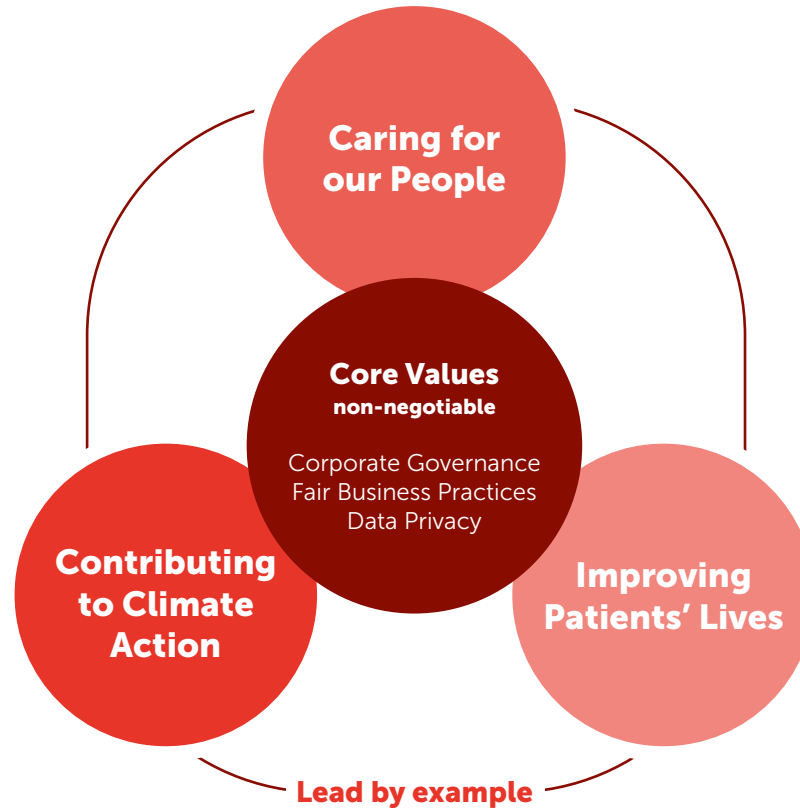 Caring for
our People
Core Values
non-negotiable
Corporate Governance
Fair Business Practices
Data Privacy
Contributing
to Climate
Action
Improving
Patients’ Lives
Lead by example